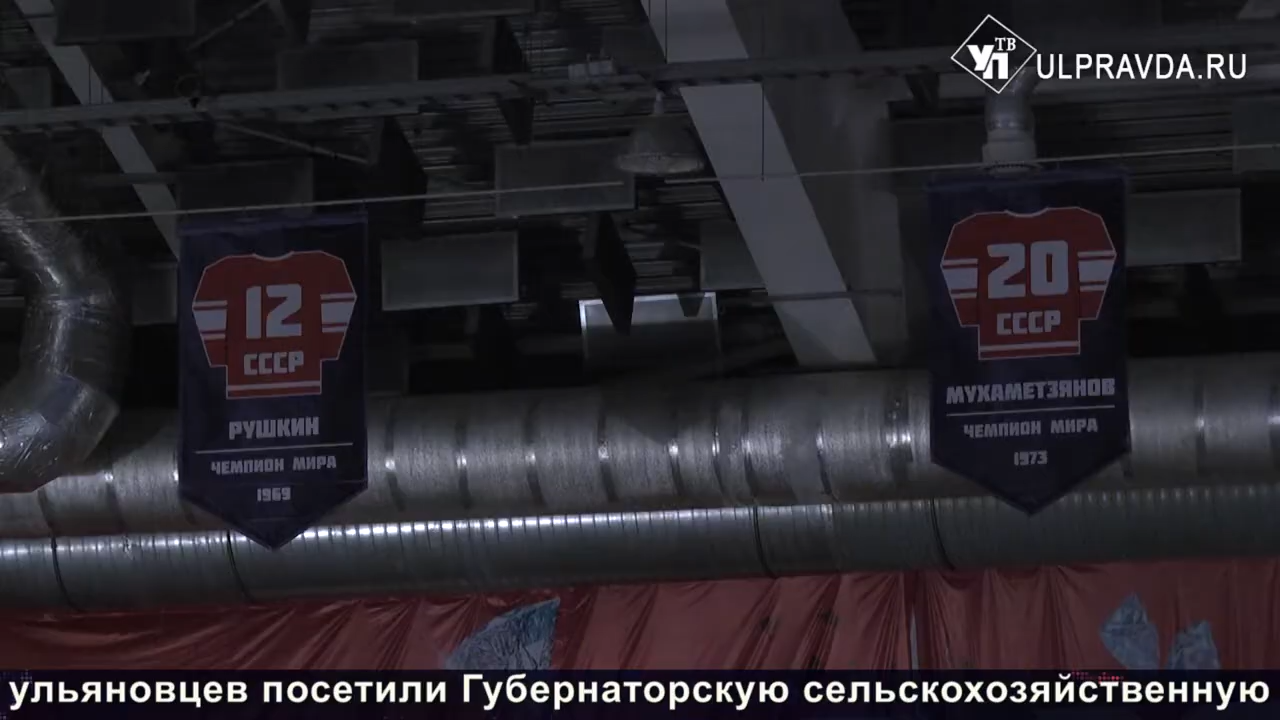 УП ТВ
ULPRAVDA.RU
12
СССР
РУШКИН
ЧЕМПИОН МИРА
1969
20
СССР
МУХАМЕТЗЯНОВ
ЧЕМПИОН МИРА
1973
ульяновцев посетили Губернаторскую сельскохозяйственную